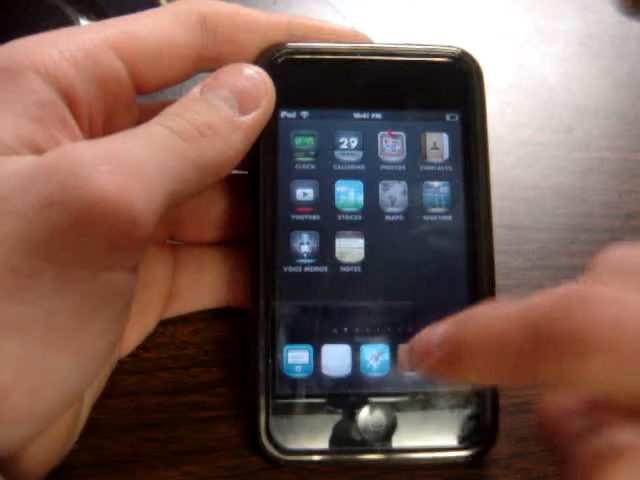 iPod 10:41 PM
29
CLOCK CALENDAR PHOTOS CONTACTS
YOUTUBE STOCKS MAPS WEATHER
VOICE MEMOS NOTES